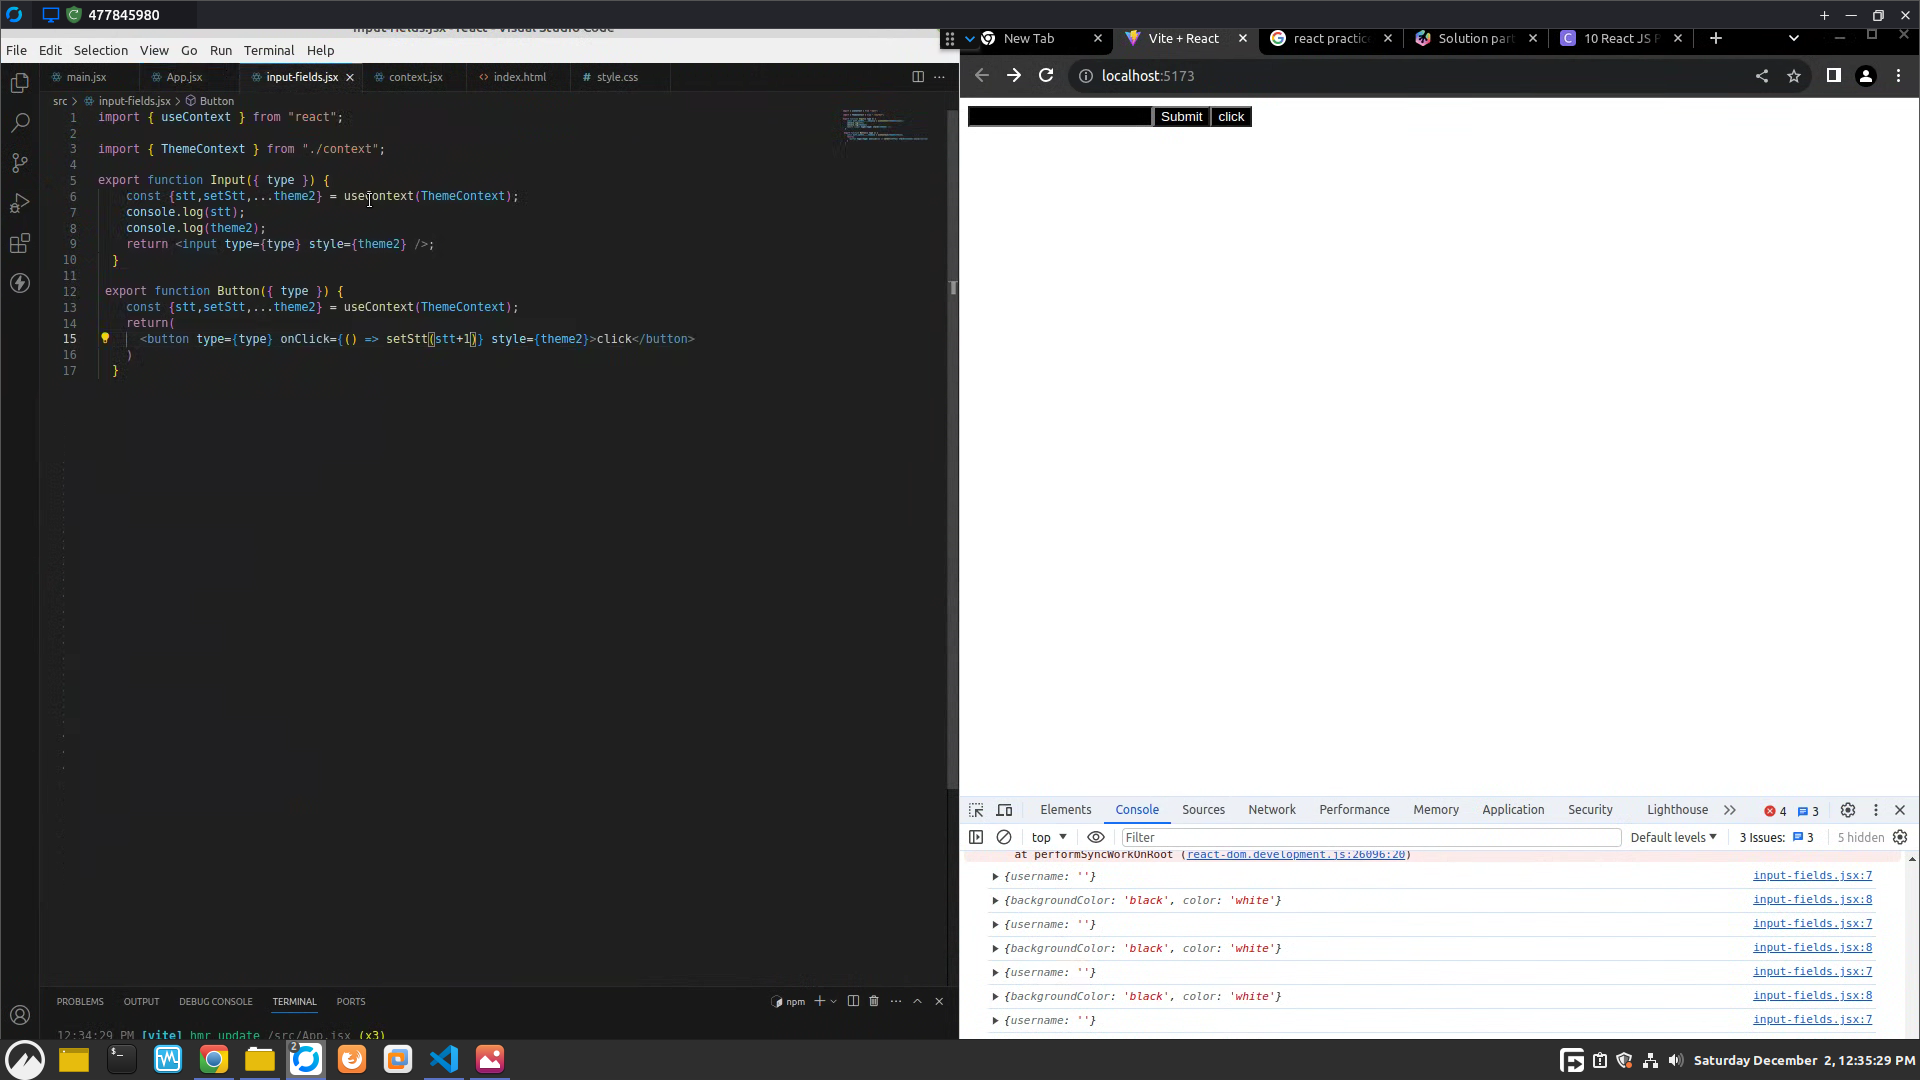 477845980
input-fields.jsx - react - Visual Studio Code
File Edit Selection View Go Run Terminal Help
main.jsx App.jsx input-fields.jsx context.jsx index.html style.css
src > input-fields.jsx > Button
1 import { useContext } from "react";
2
3 import { ThemeContext } from "./context";
4
5 export function Input({ type }) {
6 const {stt,setStt,...theme2} = useContext(ThemeContext);
7 console.log(stt);
8 console.log(theme2);
9 return <input type={type} style={theme2} />;
10 }
11
12 export function Button({ type }) {
13 const {stt,setStt,...theme2} = useContext(ThemeContext);
14 return(
15 <button type={type} onClick={() => setStt(stt+1)} style={theme2}>click</button>
16 )
17 }
PROBLEMS OUTPUT DEBUG CONSOLE TERMINAL PORTS
npm
12:34:29 PM [vite] hmr update /src/App.jsx (x3)
New Tab Vite + React react practic Solution part 10 React JS P
localhost:5173
Submit click
Elements Console Sources Network Performance Memory Application Security Lighthouse 4 3
top Filter Default levels 3 Issues: 3 5 hidden
at performSyncWorkOnRoot (react-dom.development.js:26096:20)
{username: ''} input-fields.jsx:7
{backgroundColor: 'black', color: 'white'} input-fields.jsx:8
{username: ''} input-fields.jsx:7
{backgroundColor: 'black', color: 'white'} input-fields.jsx:8
{username: ''} input-fields.jsx:7
{backgroundColor: 'black', color: 'white'} input-fields.jsx:8
{username: ''} input-fields.jsx:7
2
Saturday December 2, 12:35:29 PM